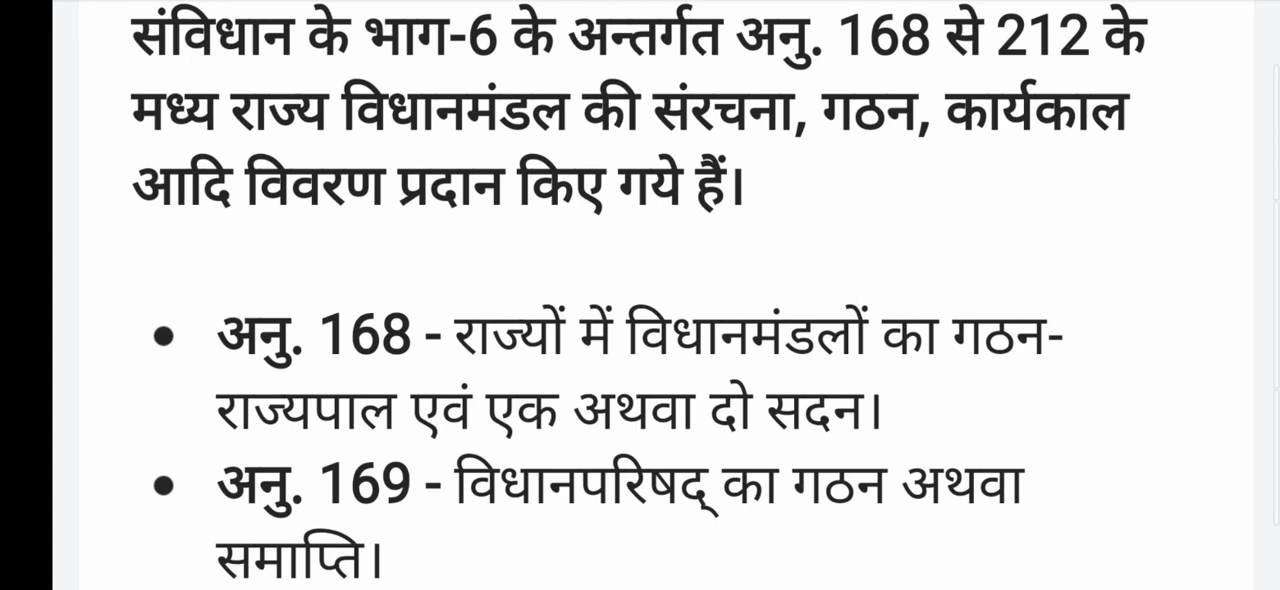 संविधान के भाग-6 के अन्तर्गत अनु. 168 से 212 के
मध्य राज्य विधानमंडल की संरचना, गठन, कार्यकाल
आदि विवरण प्रदान किए गये हैं।
• अनु. 168 - राज्यों में विधानमंडलों का गठन-
राज्यपाल एवं एक अथवा दो सदन।
• अनु. 169 - विधानपरिषद् का गठन अथवा
समाप्ति।